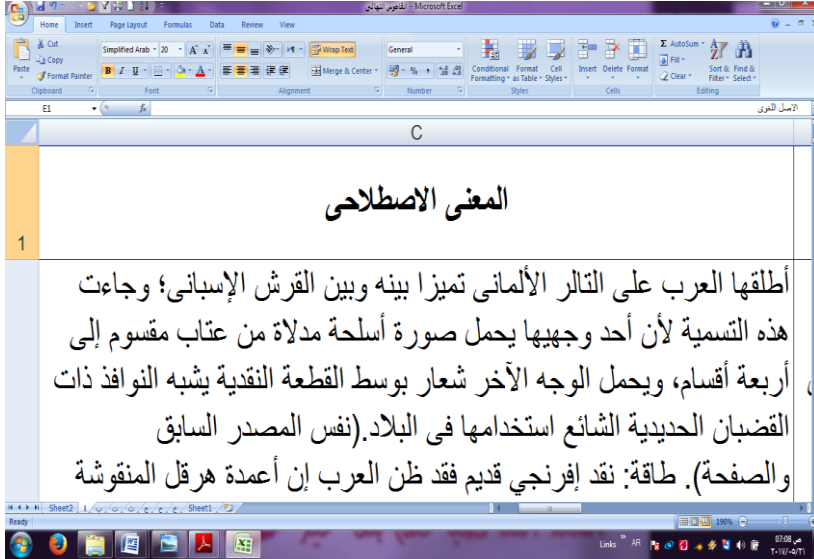 القاموس النهائي - Microsoft Excel
Home Insert Page Layout Formulas Data Review View
Paste
Cut
Copy
Format Painter
Clipboard
Simplified Arab 20
B I U
Font
Wrap Text
Merge & Center
Alignment
General
Number
Conditional Formatting
Format as Table
Cell Styles
Styles
Insert Delete Format
Cells
AutoSum
Fill
Clear
Sort & Filter
Find & Select
Editing
E1
fx
الاصل اللغوى
C
1
المعنى الاصطلاحى
أطلقها العرب على التالر الألمانى تميزا بينه وبين القرش الإسبانى؛ وجاءت
هذه التسمية لأن أحد وجهيها يحمل صورة أسلحة مدلاة من عتاب مقسوم إلى
أربعة أقسام، ويحمل الوجه الآخر شعار بوسط القطعة النقدية يشبه النوافذ ذات
القضبان الحديدية الشائع استخدامها فى البلاد.(نفس المصدر السابق
والصفحة). طاقة: نقد إفرنجي قديم فقد ظن العرب إن أعمدة هرقل المنقوشة
Sheet2
Sheet1
Ready
190%
Links
AR
07:08 ص